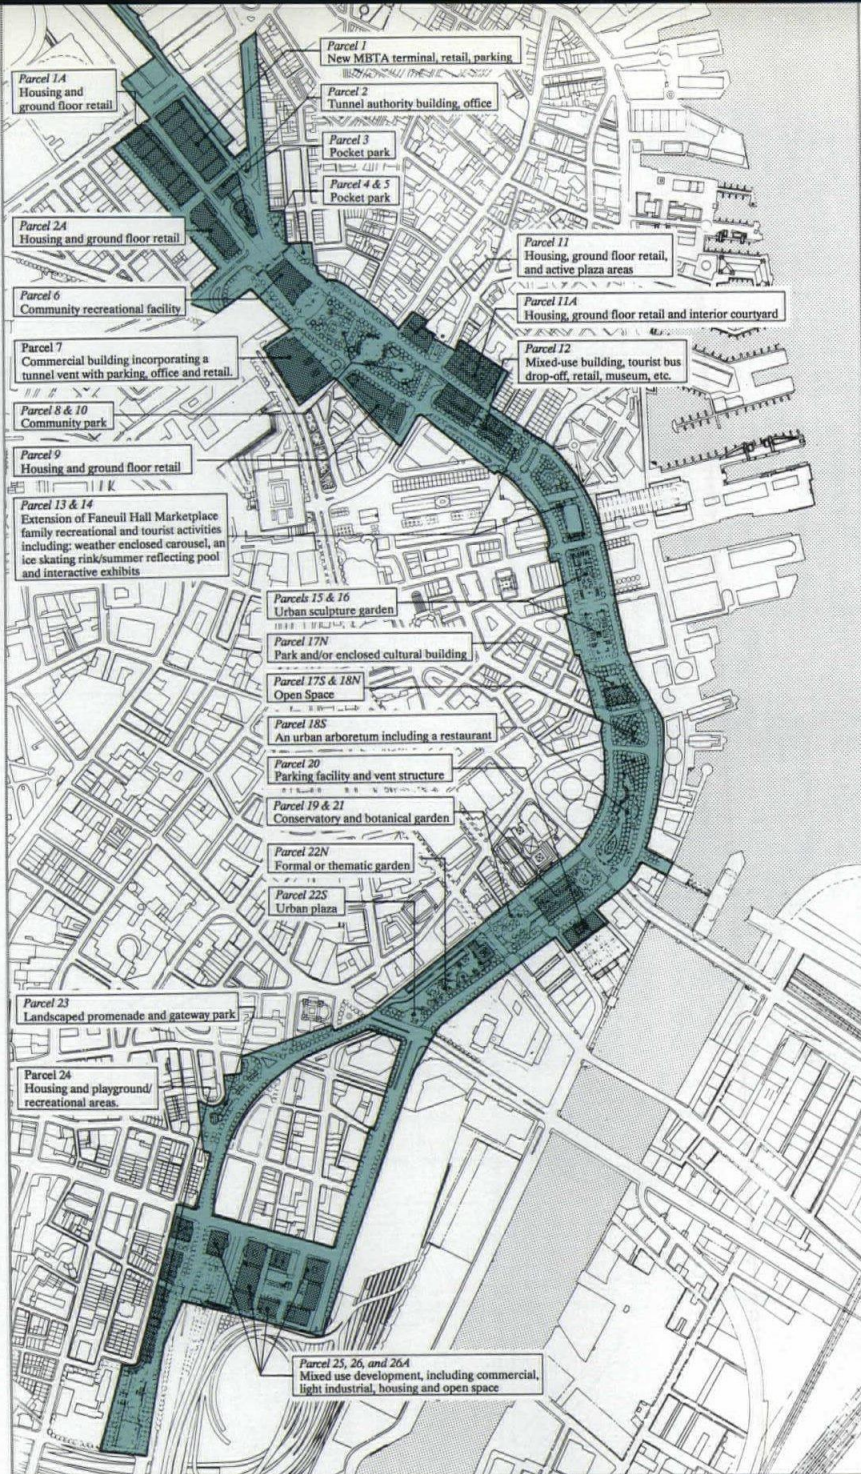 Parcel 1
New MBTA terminal, retail, parking
Parcel 1A
Housing and
ground floor retail
Parcel 2
Tunnel authority building, office
Parcel 3
Pocket park
Parcel 4 & 5
Pocket park
Parcel 2A
Housing and ground floor retail
Parcel 11
Housing, ground floor retail,
and active plaza areas
Parcel 6
Community recreational facility
Parcel 11A
Housing, ground floor retail and interior courtyard
Parcel 7
Commercial building incorporating a
tunnel vent with parking, office and retail.
Parcel 12
Mixed-use building, tourist bus
drop-off, retail, museum, etc.
Parcel 8 & 10
Community park
Parcel 9
Housing and ground floor retail
Parcel 13 & 14
Extension of Faneuil Hall Marketplace
family recreational and tourist activities
including: weather enclosed carousel, an
ice skating rink/summer reflecting pool
and interactive exhibits
Parcels 15 & 16
Urban sculpture garden
Parcel 17N
Park and/or enclosed cultural building
Parcel 17S & 18N
Open Space
Parcel 18S
An urban arboretum including a restaurant
Parcel 20
Parking facility and vent structure
Parcel 19 & 21
Conservatory and botanical garden
Parcel 22N
Formal or thematic garden
Parcel 22S
Urban plaza
Parcel 23
Landscaped promenade and gateway park
Parcel 24
Housing and playground/
recreational areas.
Parcel 25, 26, and 26A
Mixed use development, including commercial,
light industrial, housing and open space